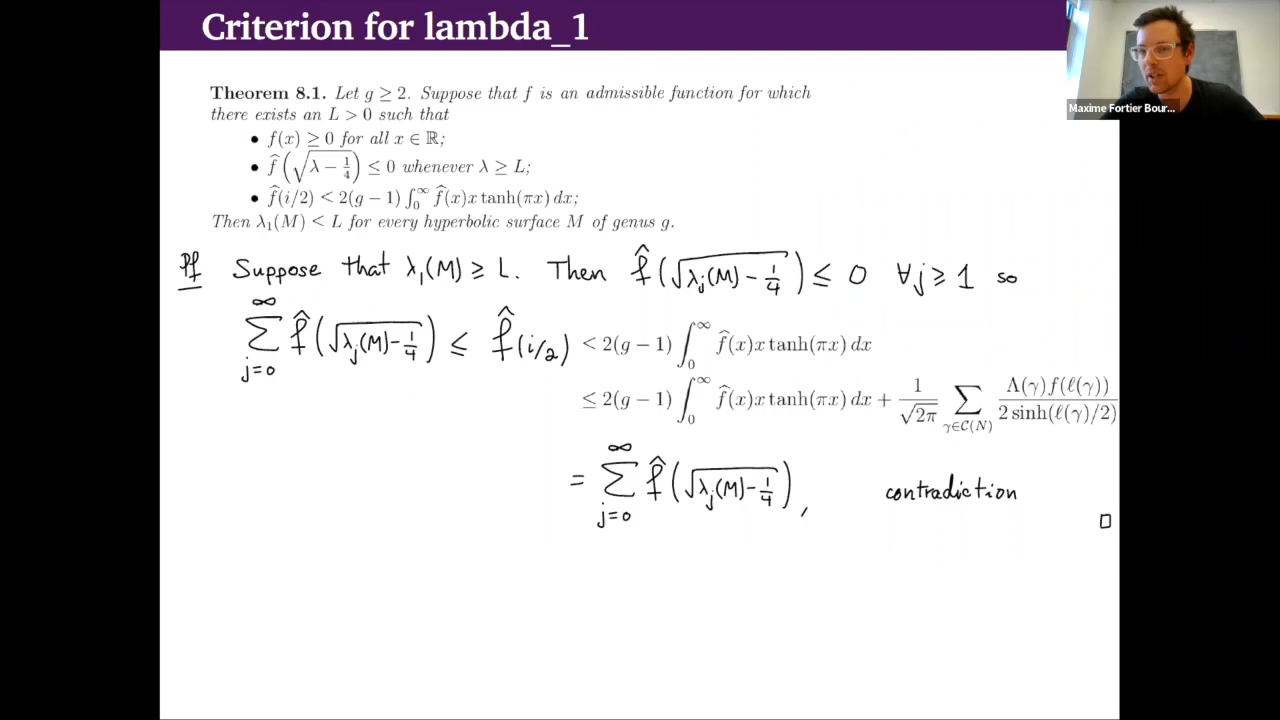 Criterion for lambda_1
Maxime Fortier Bour...
Theorem 8.1. Let g ≥ 2. Suppose that f is an admissible function for which
there exists an L > 0 such that
• f(x) ≥ 0 for all x ∈ ℝ;
• f̂(√(λ − 1/4)) ≤ 0 whenever λ ≥ L;
• f̂(i/2) < 2(g − 1) ∫₀^∞ f̂(x)x tanh(πx) dx;
Then λ₁(M) < L for every hyperbolic surface M of genus g.
Pf Suppose that λ₁(M) ≥ L. Then f̂(√(λⱼ(M) − 1/4)) ≤ 0 ∀j ≥ 1 so
∑_{j=0}^∞ f̂(√(λⱼ(M) − 1/4)) ≤ f̂(i/2) < 2(g − 1) ∫₀^∞ f̂(x)x tanh(πx) dx
≤ 2(g − 1) ∫₀^∞ f̂(x)x tanh(πx) dx + 1/√(2π) ∑_{γ∈C(N)} Λ(γ)f(ℓ(γ)) / 2 sinh(ℓ(γ)/2)
= ∑_{j=0}^∞ f̂(√(λⱼ(M) − 1/4)), contradiction
□